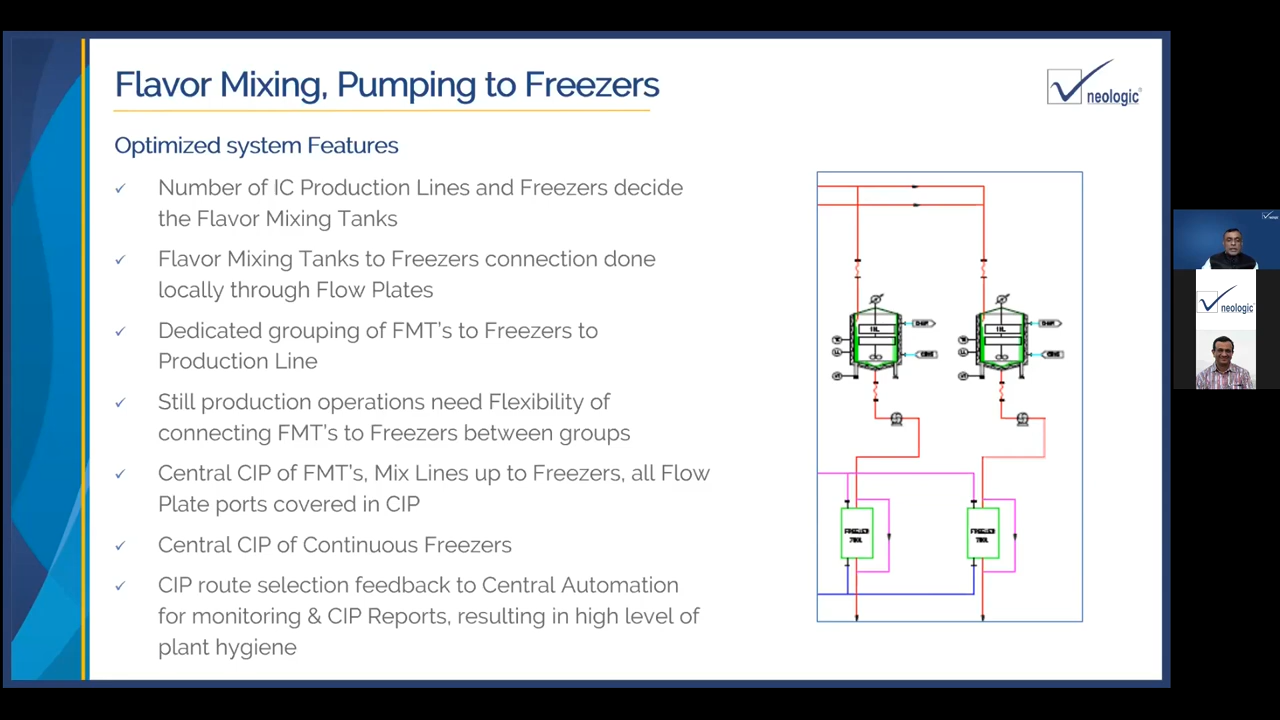 Flavor Mixing, Pumping to Freezers
neologic
Optimized system Features
✓ Number of IC Production Lines and Freezers decide
the Flavor Mixing Tanks
✓ Flavor Mixing Tanks to Freezers connection done
locally through Flow Plates
✓ Dedicated grouping of FMT's to Freezers to
Production Line
✓ Still production operations need Flexibility of
connecting FMT's to Freezers between groups
✓ Central CIP of FMT's, Mix Lines up to Freezers, all Flow
Plate ports covered in CIP
✓ Central CIP of Continuous Freezers
✓ CIP route selection feedback to Central Automation
for monitoring & CIP Reports, resulting in high level of
plant hygiene
neologic